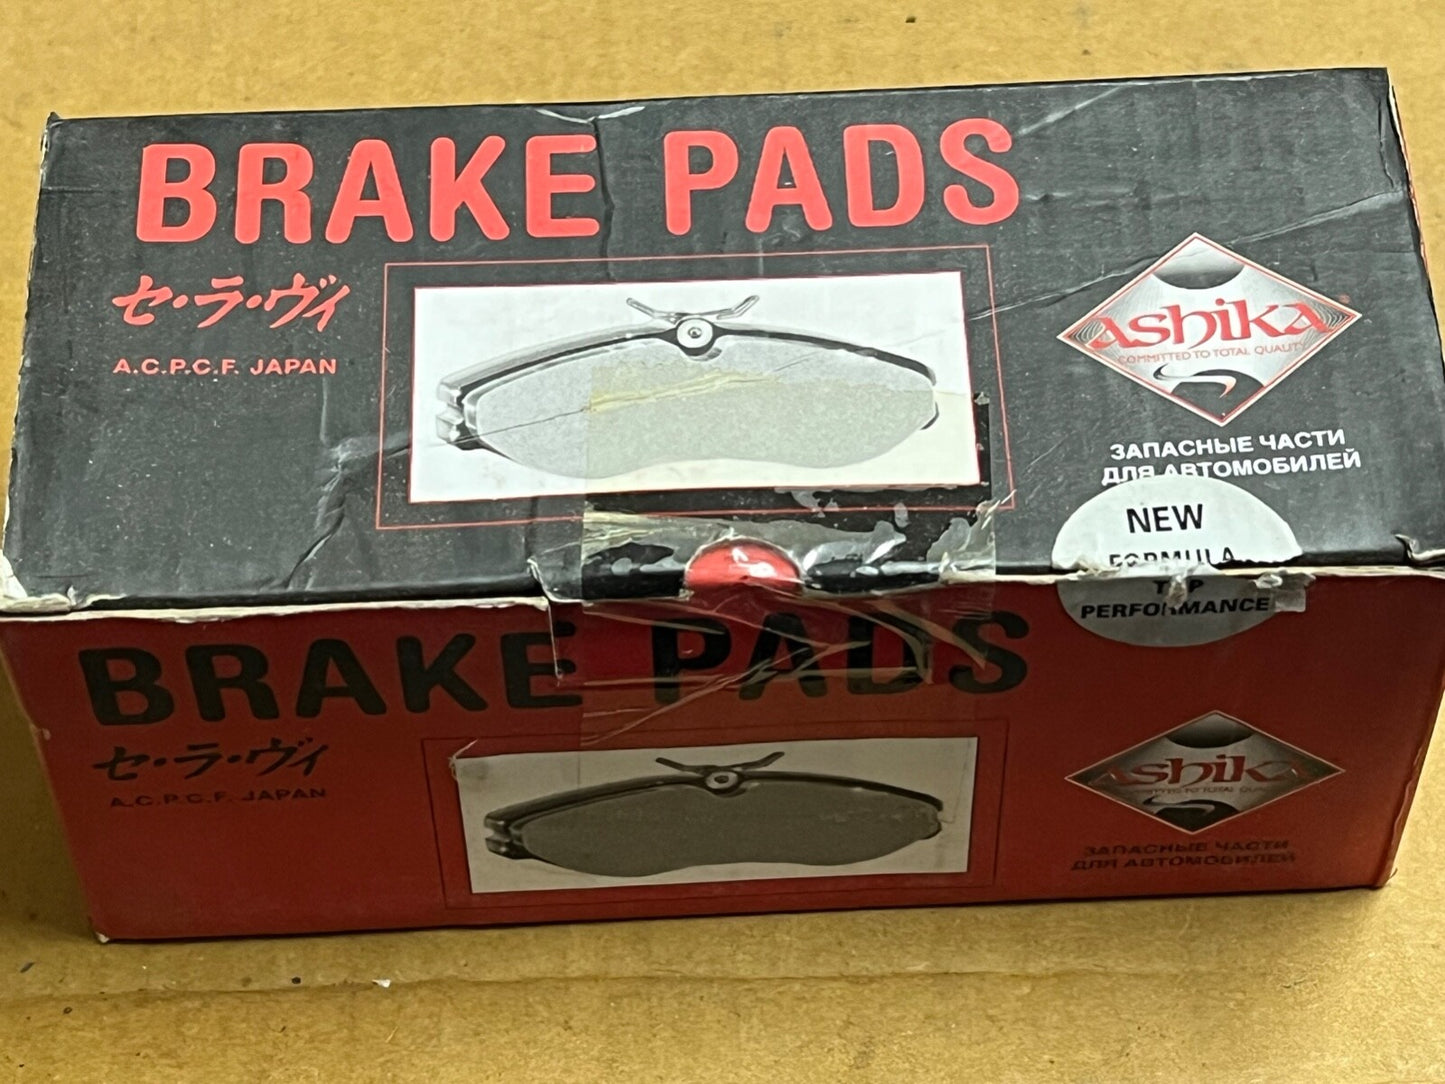 BRAKE PADS
セ・ラ・ヴィ
A.C.P.C.F. JAPAN
ashika
COMMITTED TO TOTAL QUALITY
ЗАПАСНЫЕ ЧАСТИ
ДЛЯ АВТОМОБИЛЕЙ
NEW
FORMULA
TOP
PERFORMANCE
BRAKE PADS
セ・ラ・ヴィ
A.C.P.C.F. JAPAN
ashika
ЗАПАСНЫЕ ЧАСТИ
ДЛЯ АВТОМОБИЛЕЙ